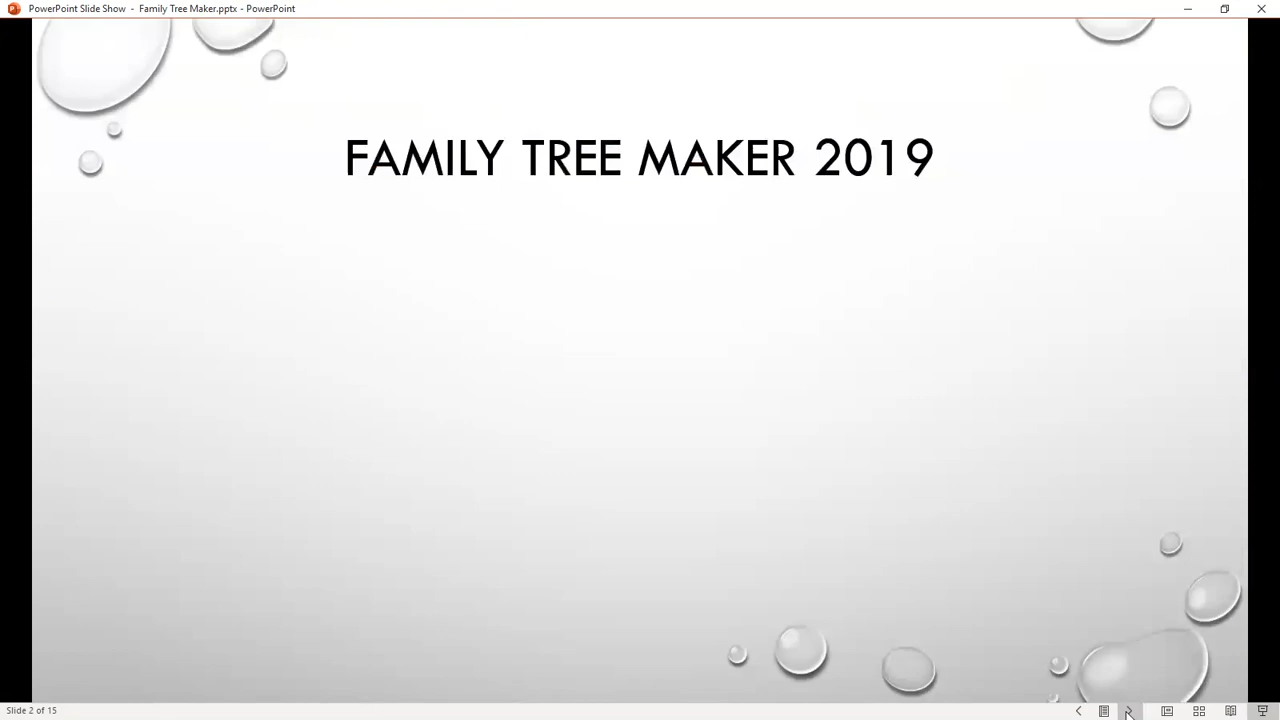 PowerPoint Slide Show - Family Tree Maker.pptx - PowerPoint
FAMILY TREE MAKER 2019
Slide 2 of 15